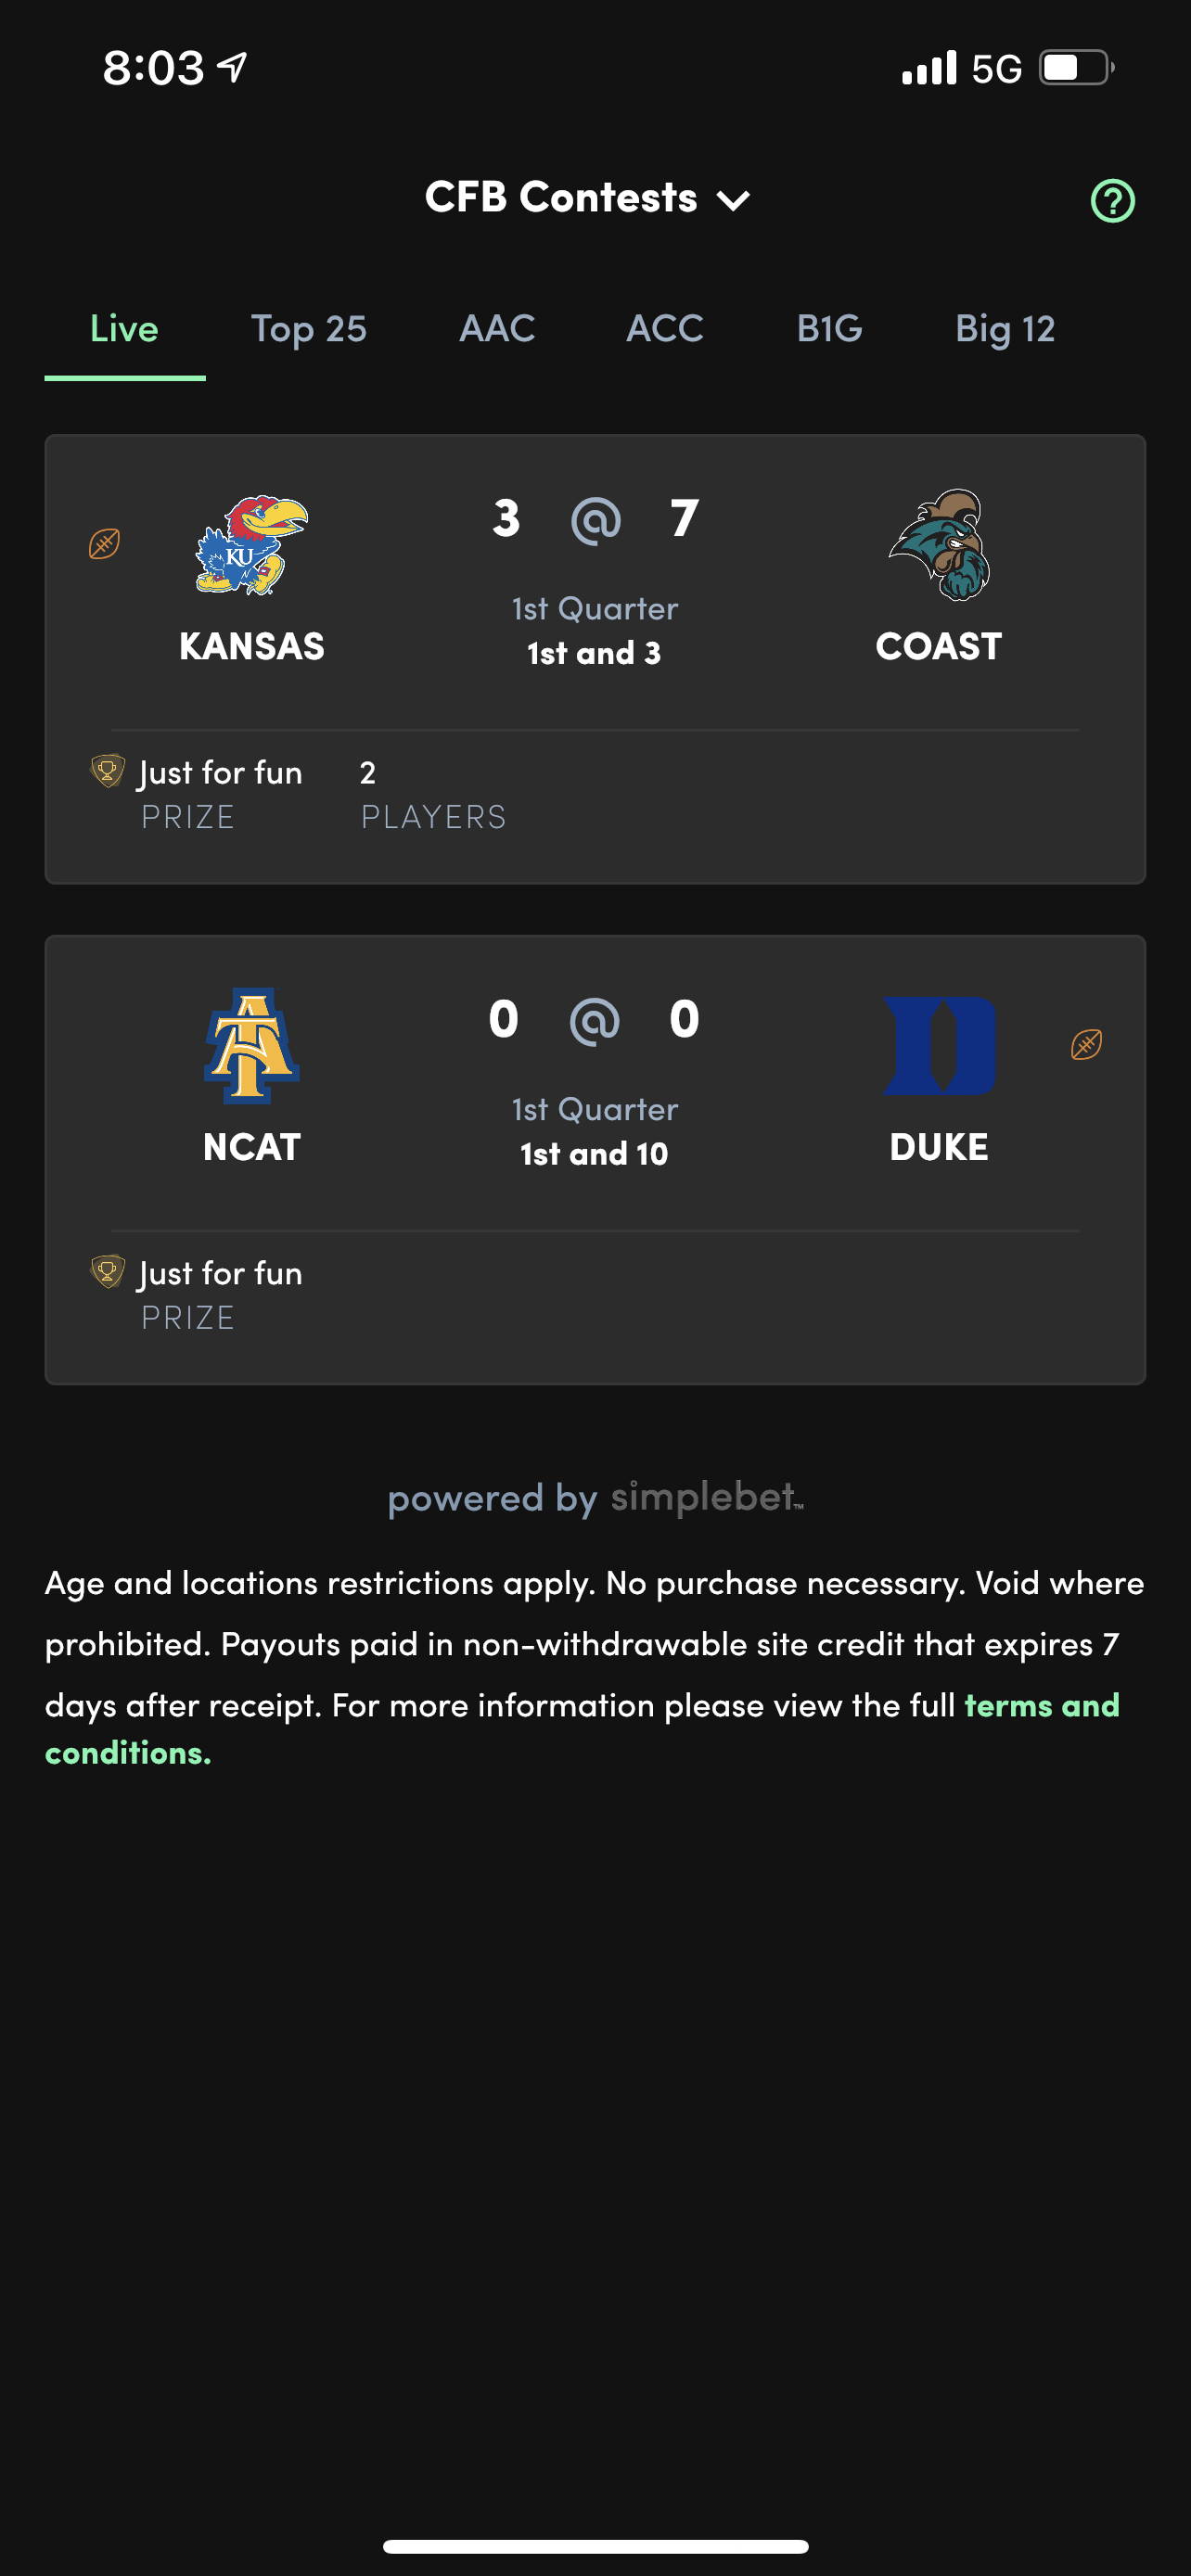 8:03 5G
CFB Contests
Live Top 25 AAC ACC B1G Big 12
3 @ 7
KU
1st Quarter
KANSAS 1st and 3 COAST
Just for fun 2
PRIZE PLAYERS
0 @ 0
AT D
1st Quarter
NCAT 1st and 10 DUKE
Just for fun
PRIZE
powered by simplebet™
Age and locations restrictions apply. No purchase necessary. Void where
prohibited. Payouts paid in non-withdrawable site credit that expires 7
days after receipt. For more information please view the full terms and
conditions.